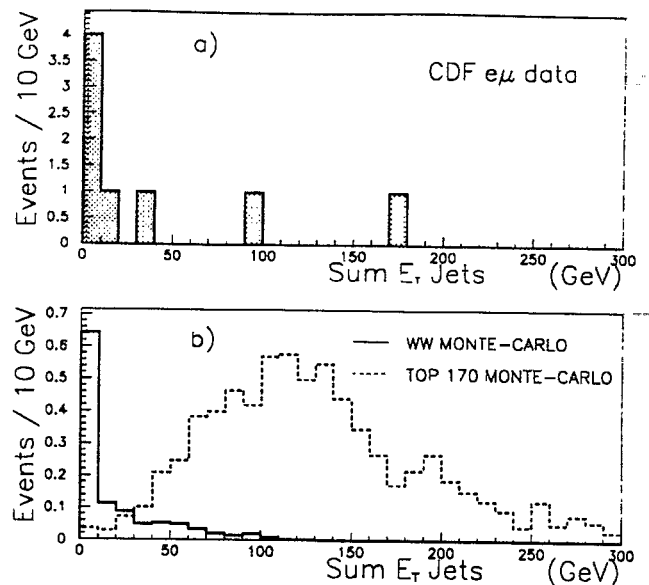 a)
CDF eμ data
Events / 10 GeV
4
3.5
3
2.5
2
1.5
1
0.5
0
0 50 100 150 200 250 300
Sum E_T Jets (GeV)
b)
WW MONTE-CARLO
TOP 170 MONTE-CARLO
Events / 10 GeV
0.7
0.6
0.5
0.4
0.3
0.2
0.1
0
0 50 100 150 200 250 300
Sum E_T Jets (GeV)